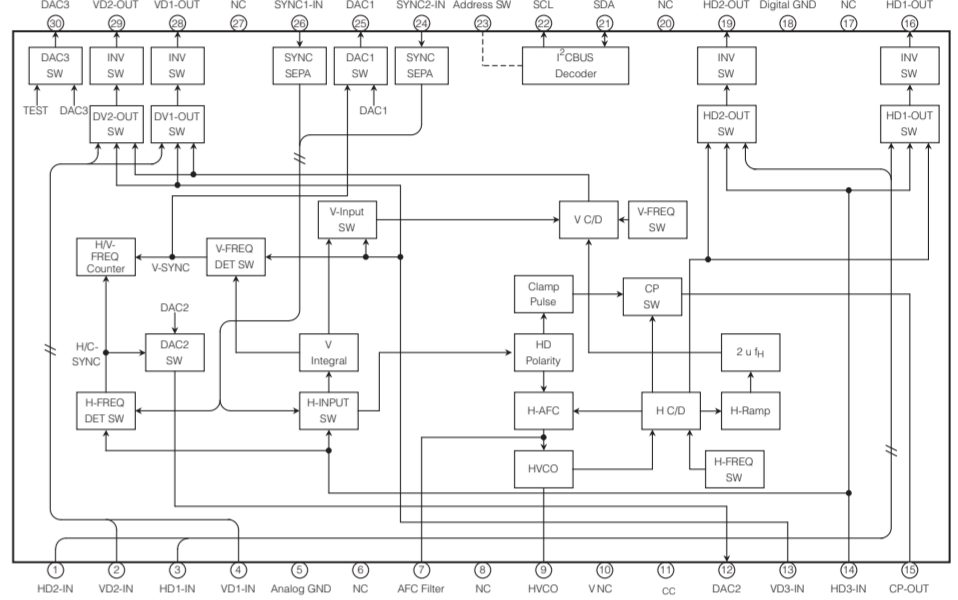 DAC3 VD2-OUT VD1-OUT NC SYNC1-IN DAC1 SYNC2-IN Address SW SCL SDA NC HD2-OUT Digital GND NC HD1-OUT
30 29 28 27 26 25 24 23 22 21 20 19 18 17 16
DAC3 SW
INV SW
INV SW
SYNC SEPA
DAC1 SW
SYNC SEPA
I²CBUS Decoder
INV SW
INV SW
TEST
DAC3
DV2-OUT SW
DV1-OUT SW
DAC1
HD2-OUT SW
HD1-OUT SW
V-Input SW
V C/D
V-FREQ SW
H/V-FREQ Counter
V-SYNC
V-FREQ DET SW
Clamp Pulse
CP SW
DAC2
H/C-SYNC
DAC2 SW
V Integral
HD Polarity
2 u fH
H-FREQ DET SW
H-INPUT SW
H-AFC
H C/D
H-Ramp
HVCO
H-FREQ SW
1 2 3 4 5 6 7 8 9 10 11 12 13 14 15
HD2-IN VD2-IN HD1-IN VD1-IN Analog GND NC AFC Filter NC HVCO V NC CC DAC2 VD3-IN HD3-IN CP-OUT